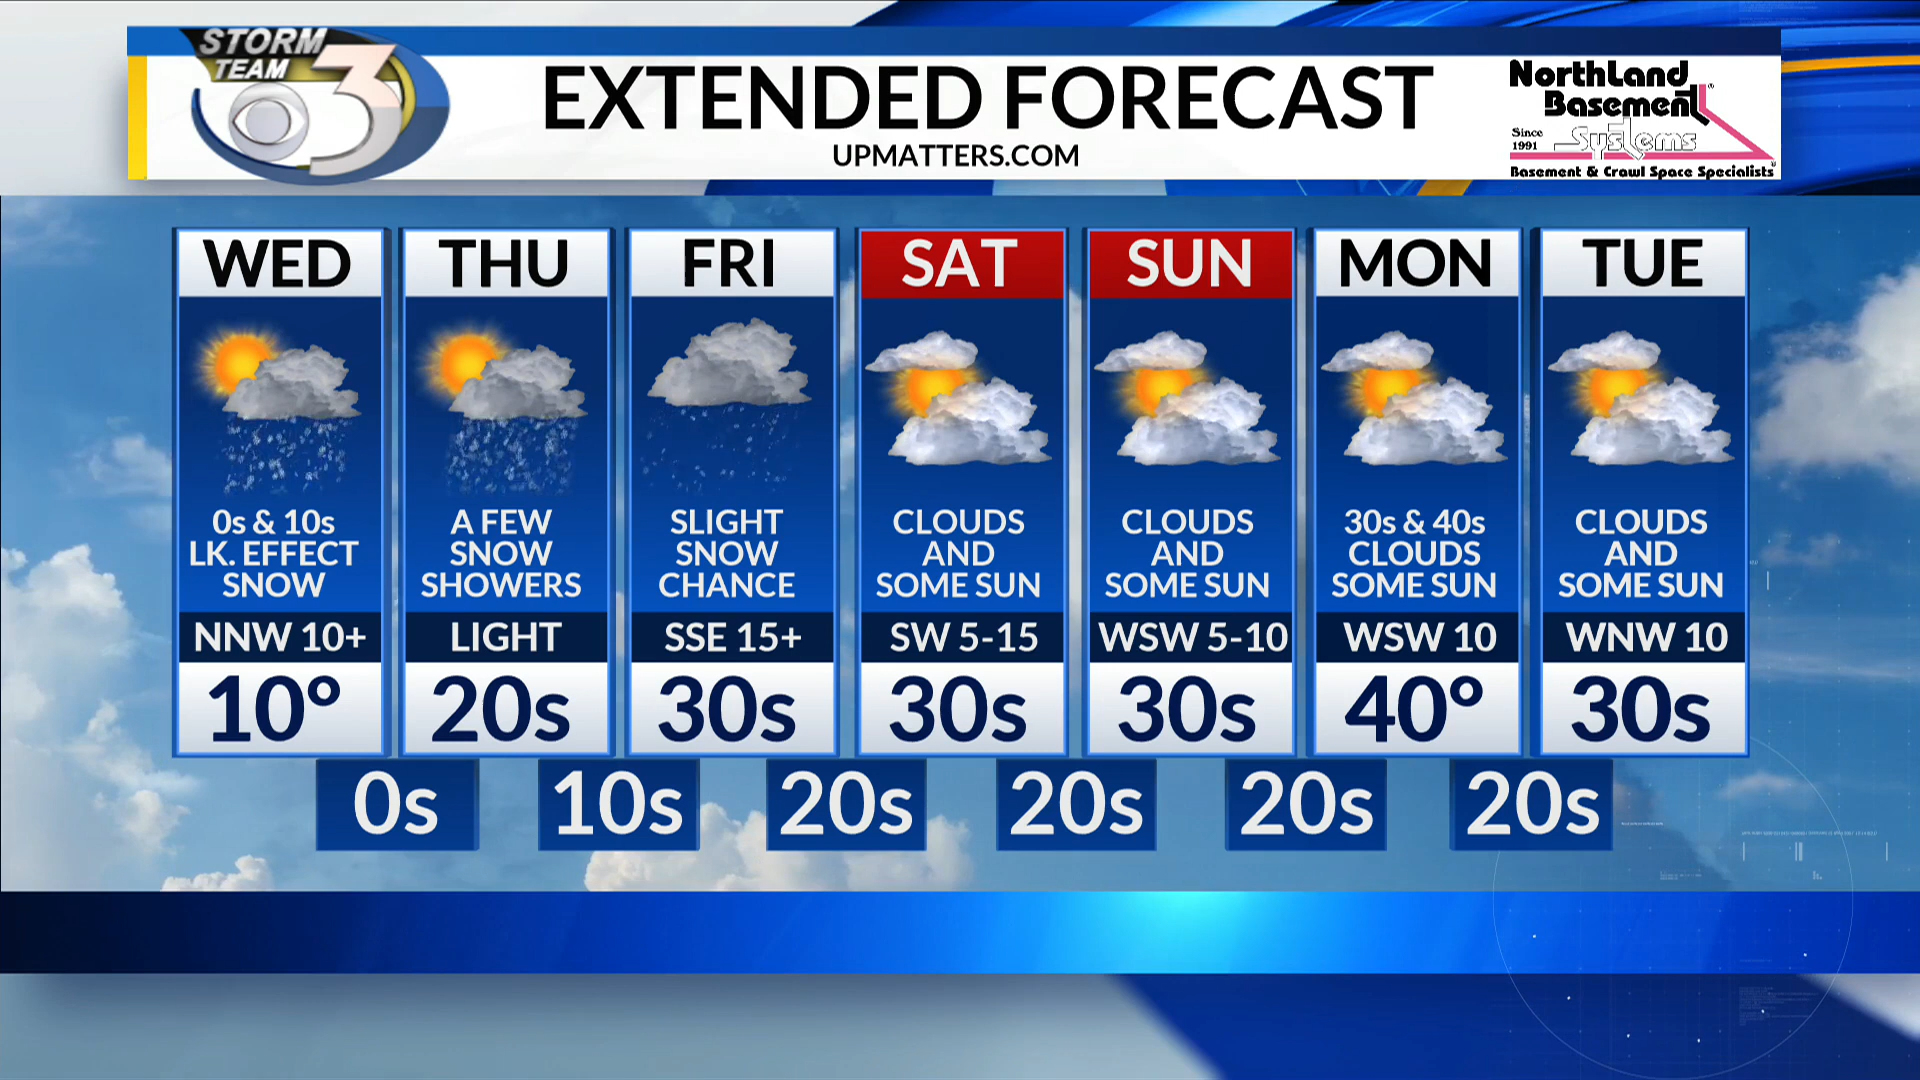 STORM
TEAM
3
EXTENDED FORECAST
UPMATTERS.COM
NorthLand
Basement
Since
1991
Systems
Basement & Crawl Space Specialists
WED
THU
FRI
SAT
SUN
MON
TUE
0s & 10s
LK. EFFECT
SNOW
A FEW
SNOW
SHOWERS
SLIGHT
SNOW
CHANCE
CLOUDS
AND
SOME SUN
CLOUDS
AND
SOME SUN
30s & 40s
CLOUDS
SOME SUN
CLOUDS
AND
SOME SUN
NNW 10+
LIGHT
SSE 15+
SW 5-15
WSW 5-10
WSW 10
WNW 10
10°
20s
30s
30s
30s
40°
30s
0s
10s
20s
20s
20s
20s